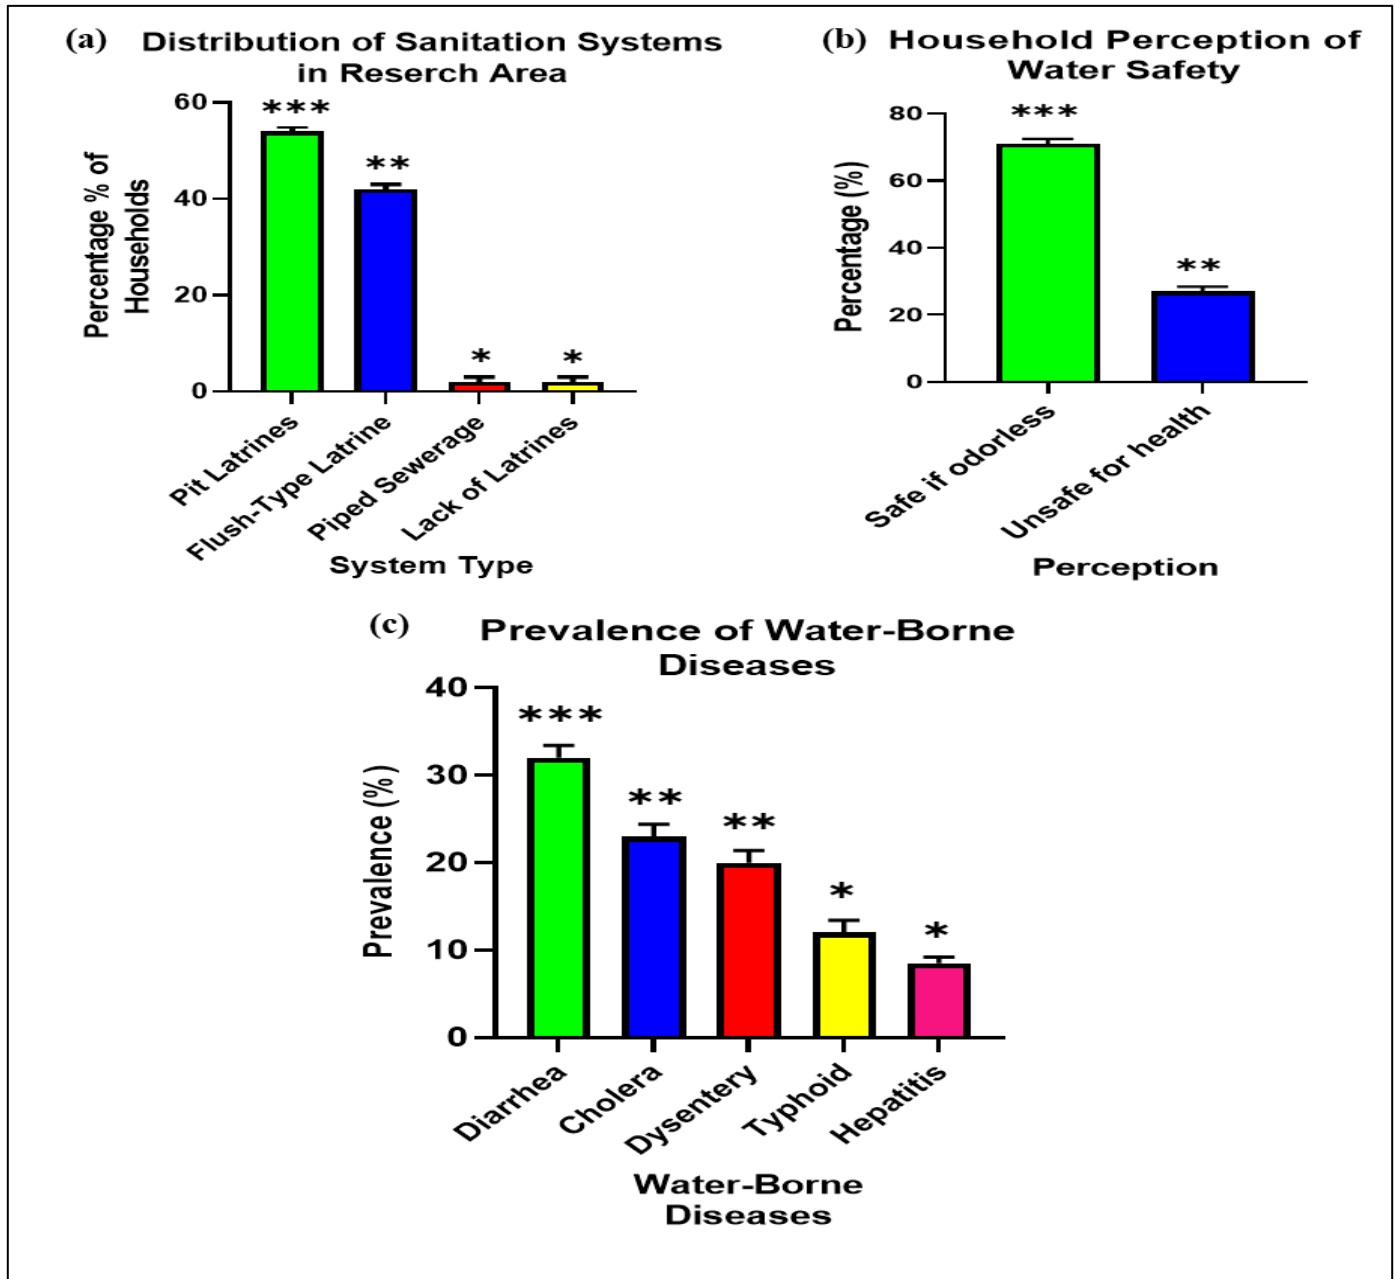 (a) Distribution of Sanitation Systems
in Reserch Area
Percentage % of
Households
60
40
20
0
***
**
*
*
Pit Latrines
Flush-Type Latrine
Piped Sewerage
Lack of Latrines
System Type
(b) Household Perception of
Water Safety
Percentage (%)
80
60
40
20
0
***
**
Safe if odorless
Unsafe for health
Perception
(c) Prevalence of Water-Borne
Diseases
Prevalence (%)
40
30
20
10
0
***
**
**
*
*
Diarrhea
Cholera
Dysentery
Typhoid
Hepatitis
Water-Borne
Diseases